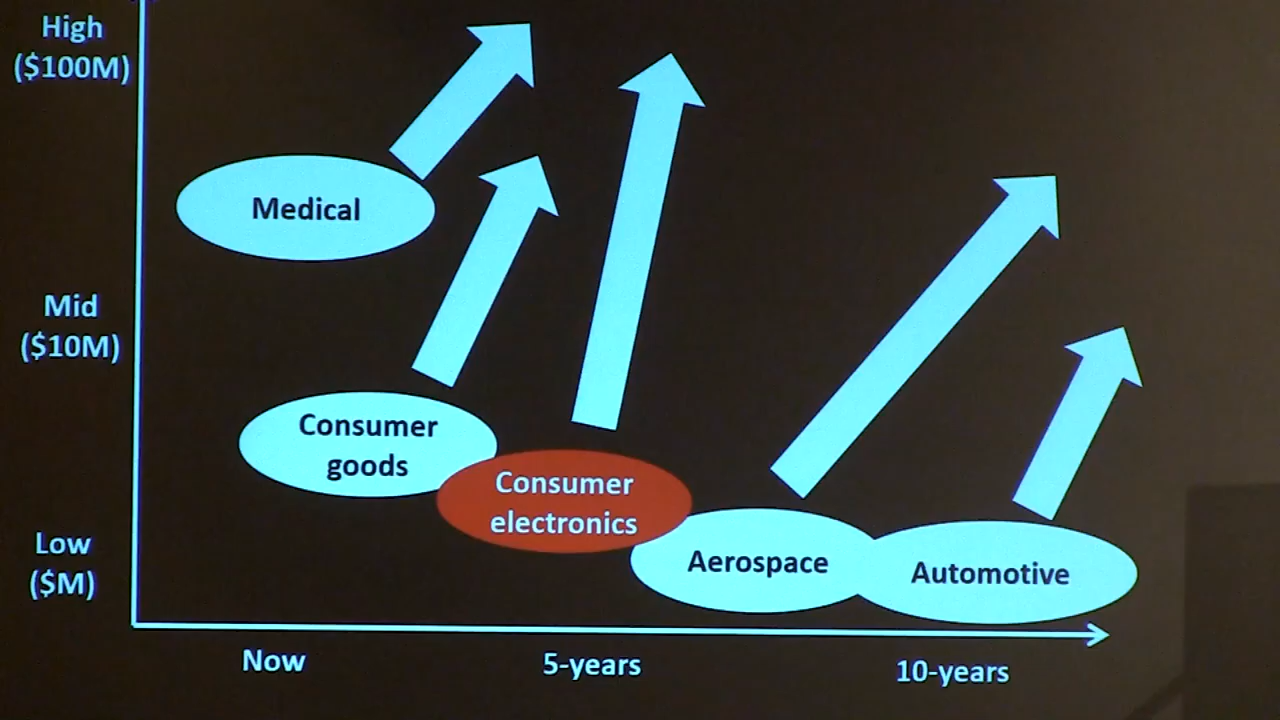 High
($100M)
Medical
Mid
($10M)
Consumer
goods
Consumer
electronics
Low
($M)
Aerospace
Automotive
Now
5-years
10-years